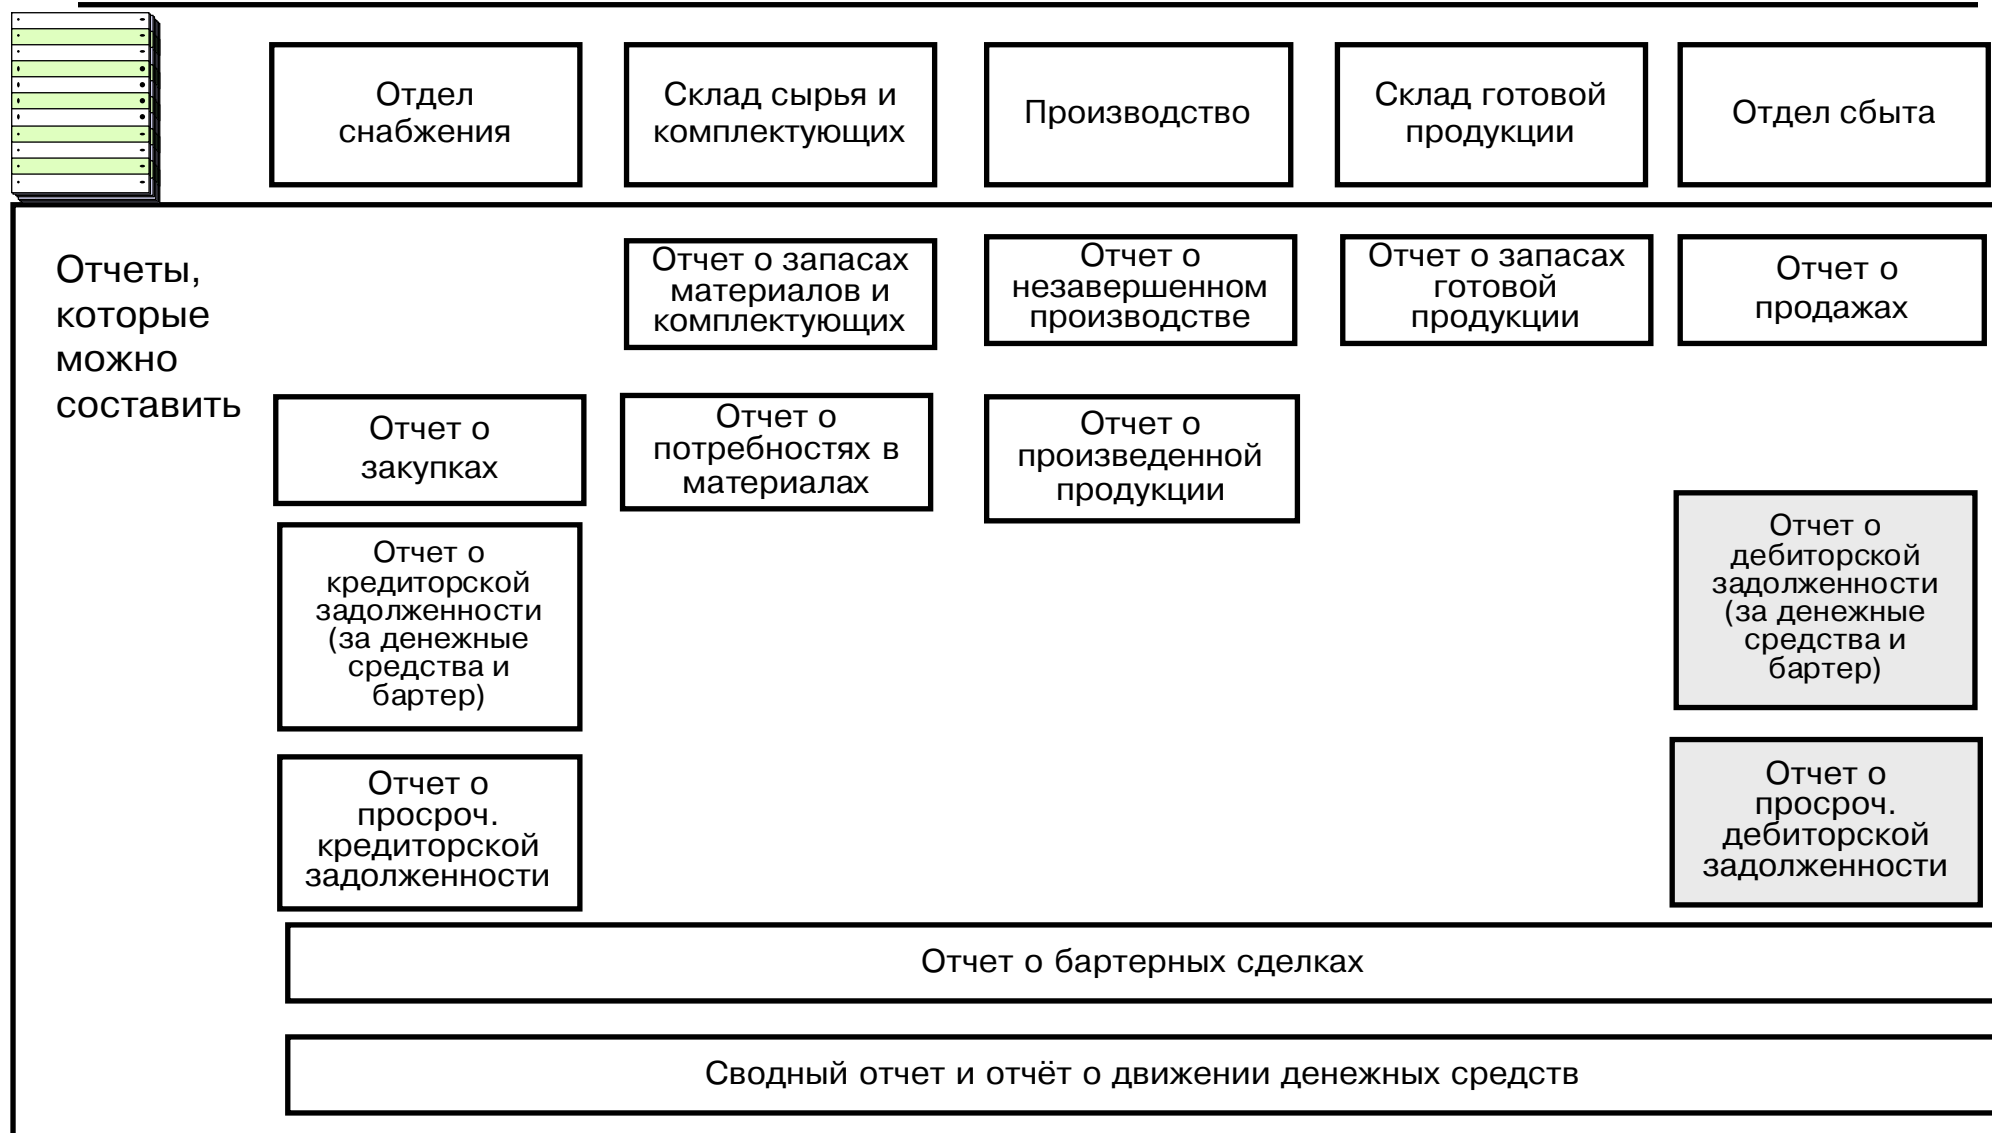 Отдел
снабжения
Склад сырья и
комплектующих
Производство
Склад готовой
продукции
Отдел сбыта
Отчеты,
которые
можно
составить
Отчет о запасах
материалов и
комплектующих
Отчет о
незавершенном
производстве
Отчет о запасах
готовой
продукции
Отчет о
продажах
Отчет о
закупках
Отчет о
потребностях в
материалах
Отчет о
произведенной
продукции
Отчет о
кредиторской
задолженности
(за денежные
средства и
бартер)
Отчет о
дебиторской
задолженности
(за денежные
средства и
бартер)
Отчет о
просроч.
кредиторской
задолженности
Отчет о
просроч.
дебиторской
задолженности
Отчет о бартерных сделках
Сводный отчет и отчёт о движении денежных средств